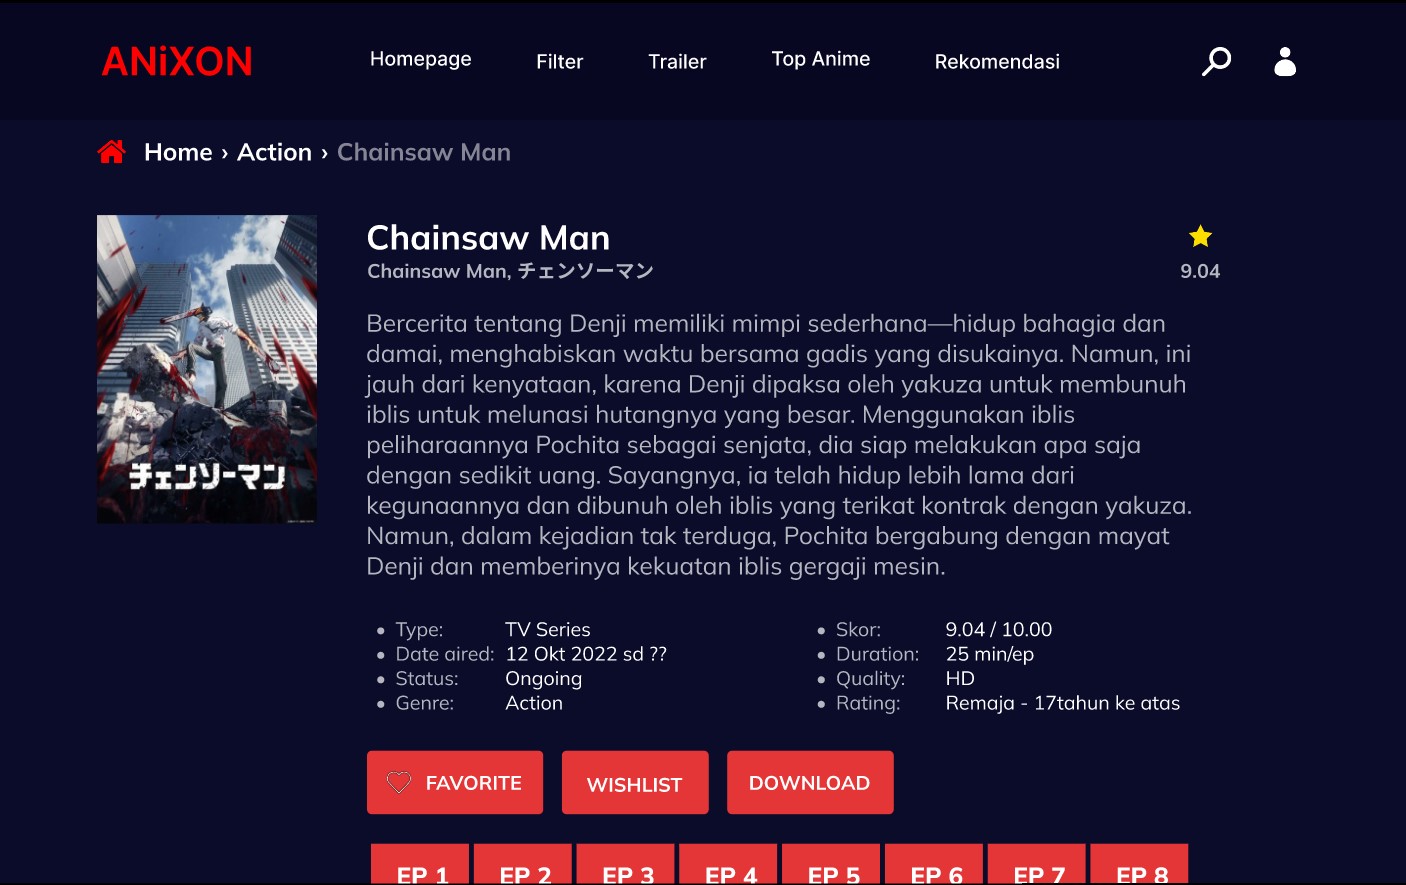 ANiXON
Homepage
Filter
Trailer
Top Anime
Rekomendasi
Home › Action › Chainsaw Man
チェンソーマン
Chainsaw Man
Chainsaw Man, チェンソーマン
9.04
Bercerita tentang Denji memiliki mimpi sederhana—hidup bahagia dan
damai, menghabiskan waktu bersama gadis yang disukainya. Namun, ini
jauh dari kenyataan, karena Denji dipaksa oleh yakuza untuk membunuh
iblis untuk melunasi hutangnya yang besar. Menggunakan iblis
peliharaannya Pochita sebagai senjata, dia siap melakukan apa saja
dengan sedikit uang. Sayangnya, ia telah hidup lebih lama dari
kegunaannya dan dibunuh oleh iblis yang terikat kontrak dengan yakuza.
Namun, dalam kejadian tak terduga, Pochita bergabung dengan mayat
Denji dan memberinya kekuatan iblis gergaji mesin.
• Type: TV Series
• Date aired: 12 Okt 2022 sd ??
• Status: Ongoing
• Genre: Action
• Skor: 9.04 / 10.00
• Duration: 25 min/ep
• Quality: HD
• Rating: Remaja - 17tahun ke atas
FAVORITE
WISHLIST
DOWNLOAD
EP 1
EP 2
EP 3
EP 4
EP 5
EP 6
EP 7
EP 8